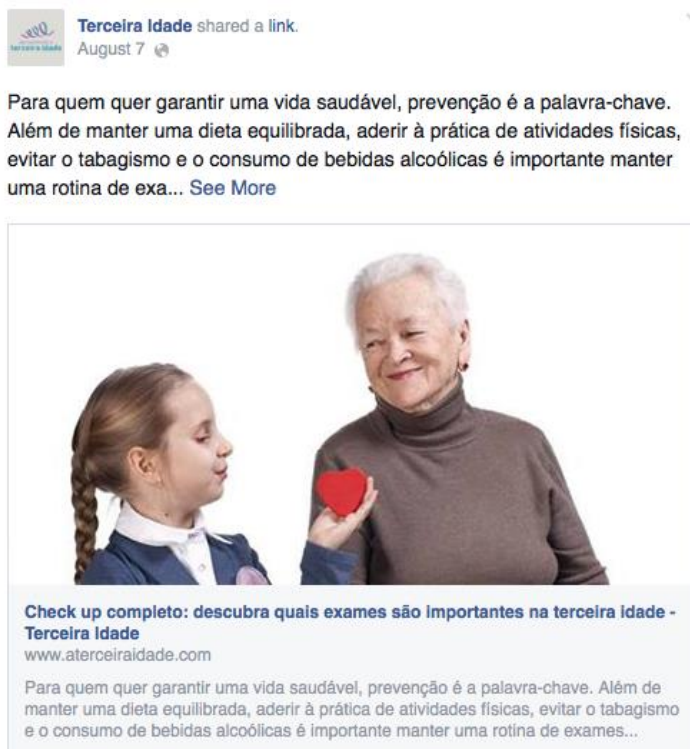 Terceira Idade shared a link.
August 7
terceira idade
Para quem quer garantir uma vida saudável, prevenção é a palavra-chave.
Além de manter uma dieta equilibrada, aderir à prática de atividades físicas,
evitar o tabagismo e o consumo de bebidas alcoólicas é importante manter
uma rotina de exa... See More
Check up completo: descubra quais exames são importantes na terceira idade -
Terceira Idade
www.aterceiraidade.com
Para quem quer garantir uma vida saudável, prevenção é a palavra-chave. Além de
manter uma dieta equilibrada, aderir à prática de atividades físicas, evitar o tabagismo
e o consumo de bebidas alcoólicas é importante manter uma rotina de exames...